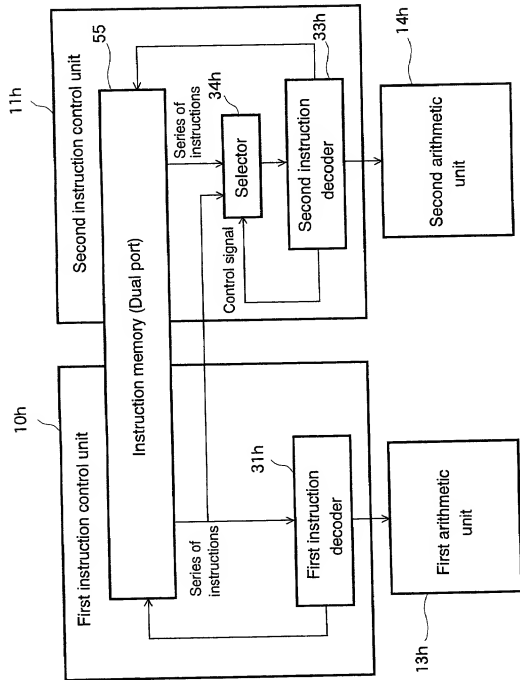 10h
First instruction control unit
11h
Second instruction control unit
55
Instruction memory (Dual port)
Series of
instructions
Series of
instructions
34h
Selector
Control signal
31h
First instruction
decoder
33h
Second instruction
decoder
13h
First arithmetic
unit
14h
Second arithmetic
unit